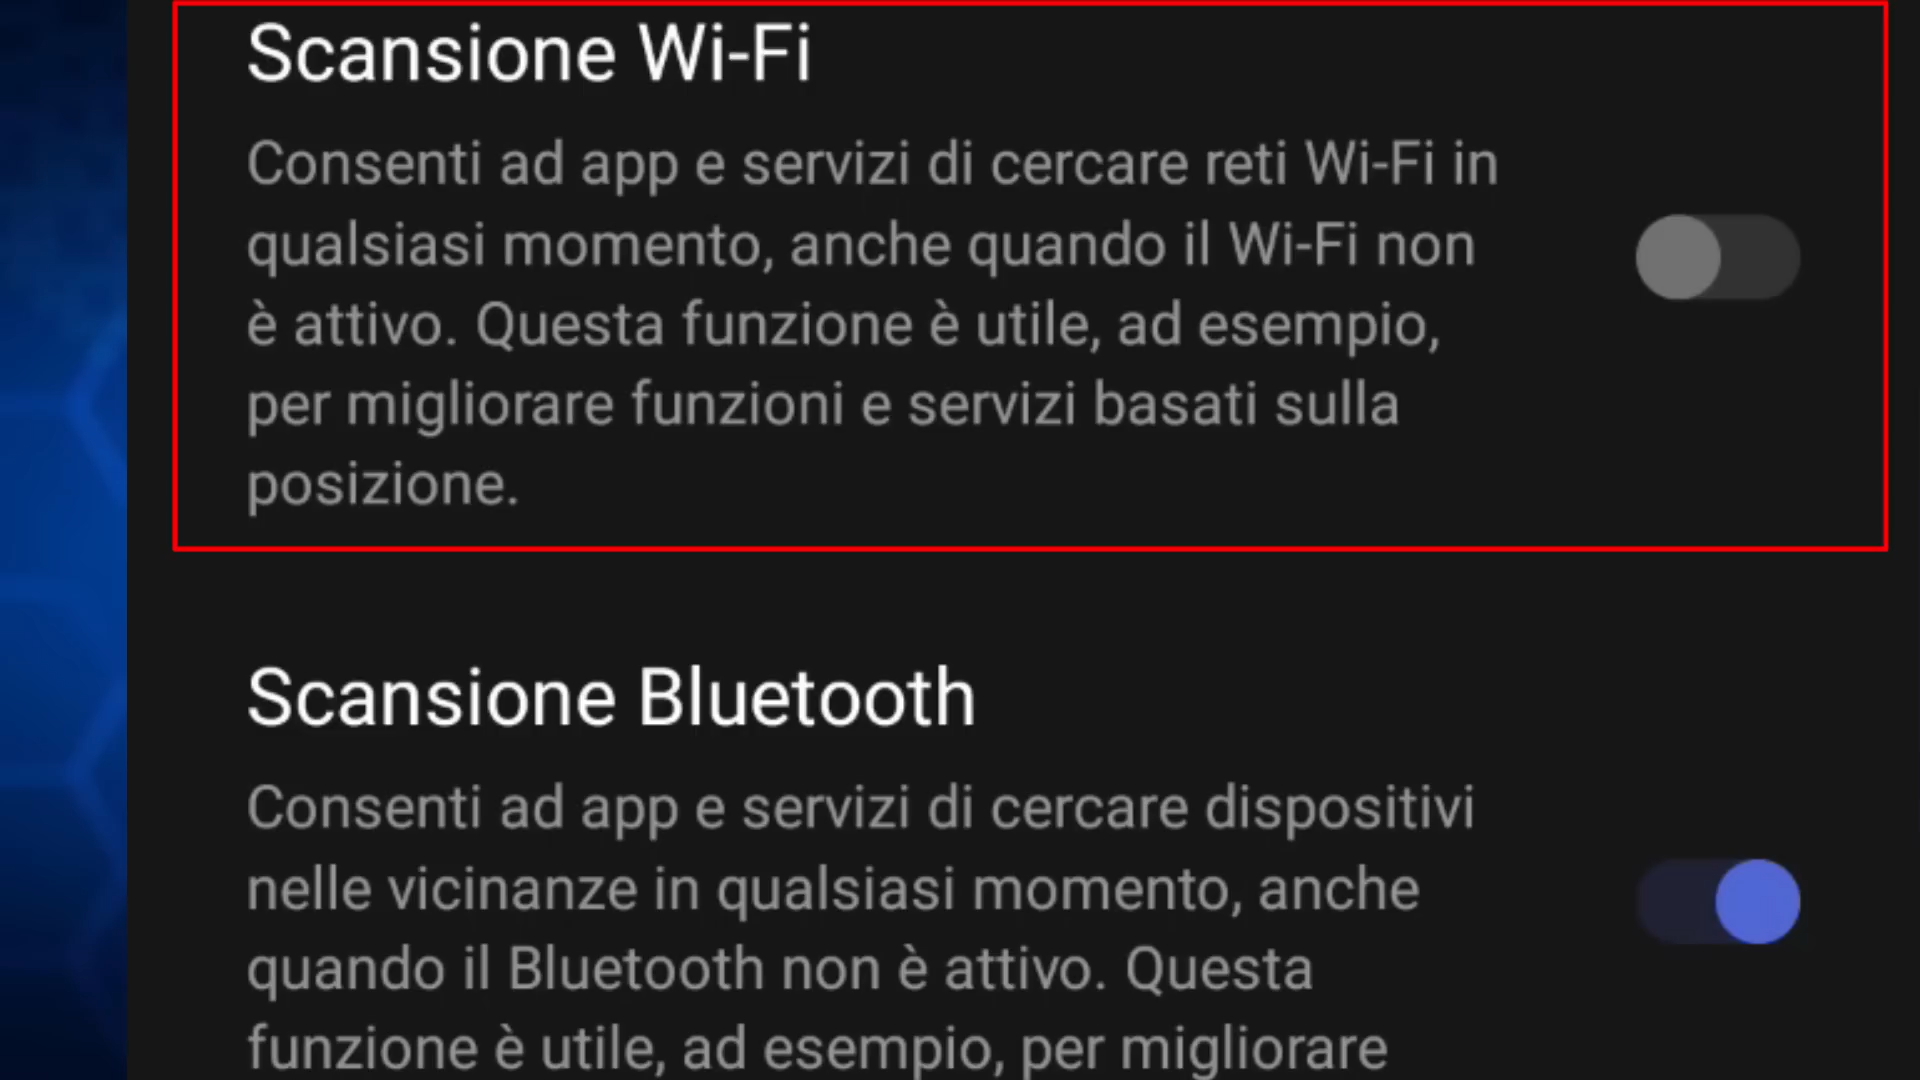 Scansione Wi-Fi
Consenti ad app e servizi di cercare reti Wi-Fi in
qualsiasi momento, anche quando il Wi-Fi non
è attivo. Questa funzione è utile, ad esempio,
per migliorare funzioni e servizi basati sulla
posizione.
Scansione Bluetooth
Consenti ad app e servizi di cercare dispositivi
nelle vicinanze in qualsiasi momento, anche
quando il Bluetooth non è attivo. Questa
funzione è utile, ad esempio, per migliorare